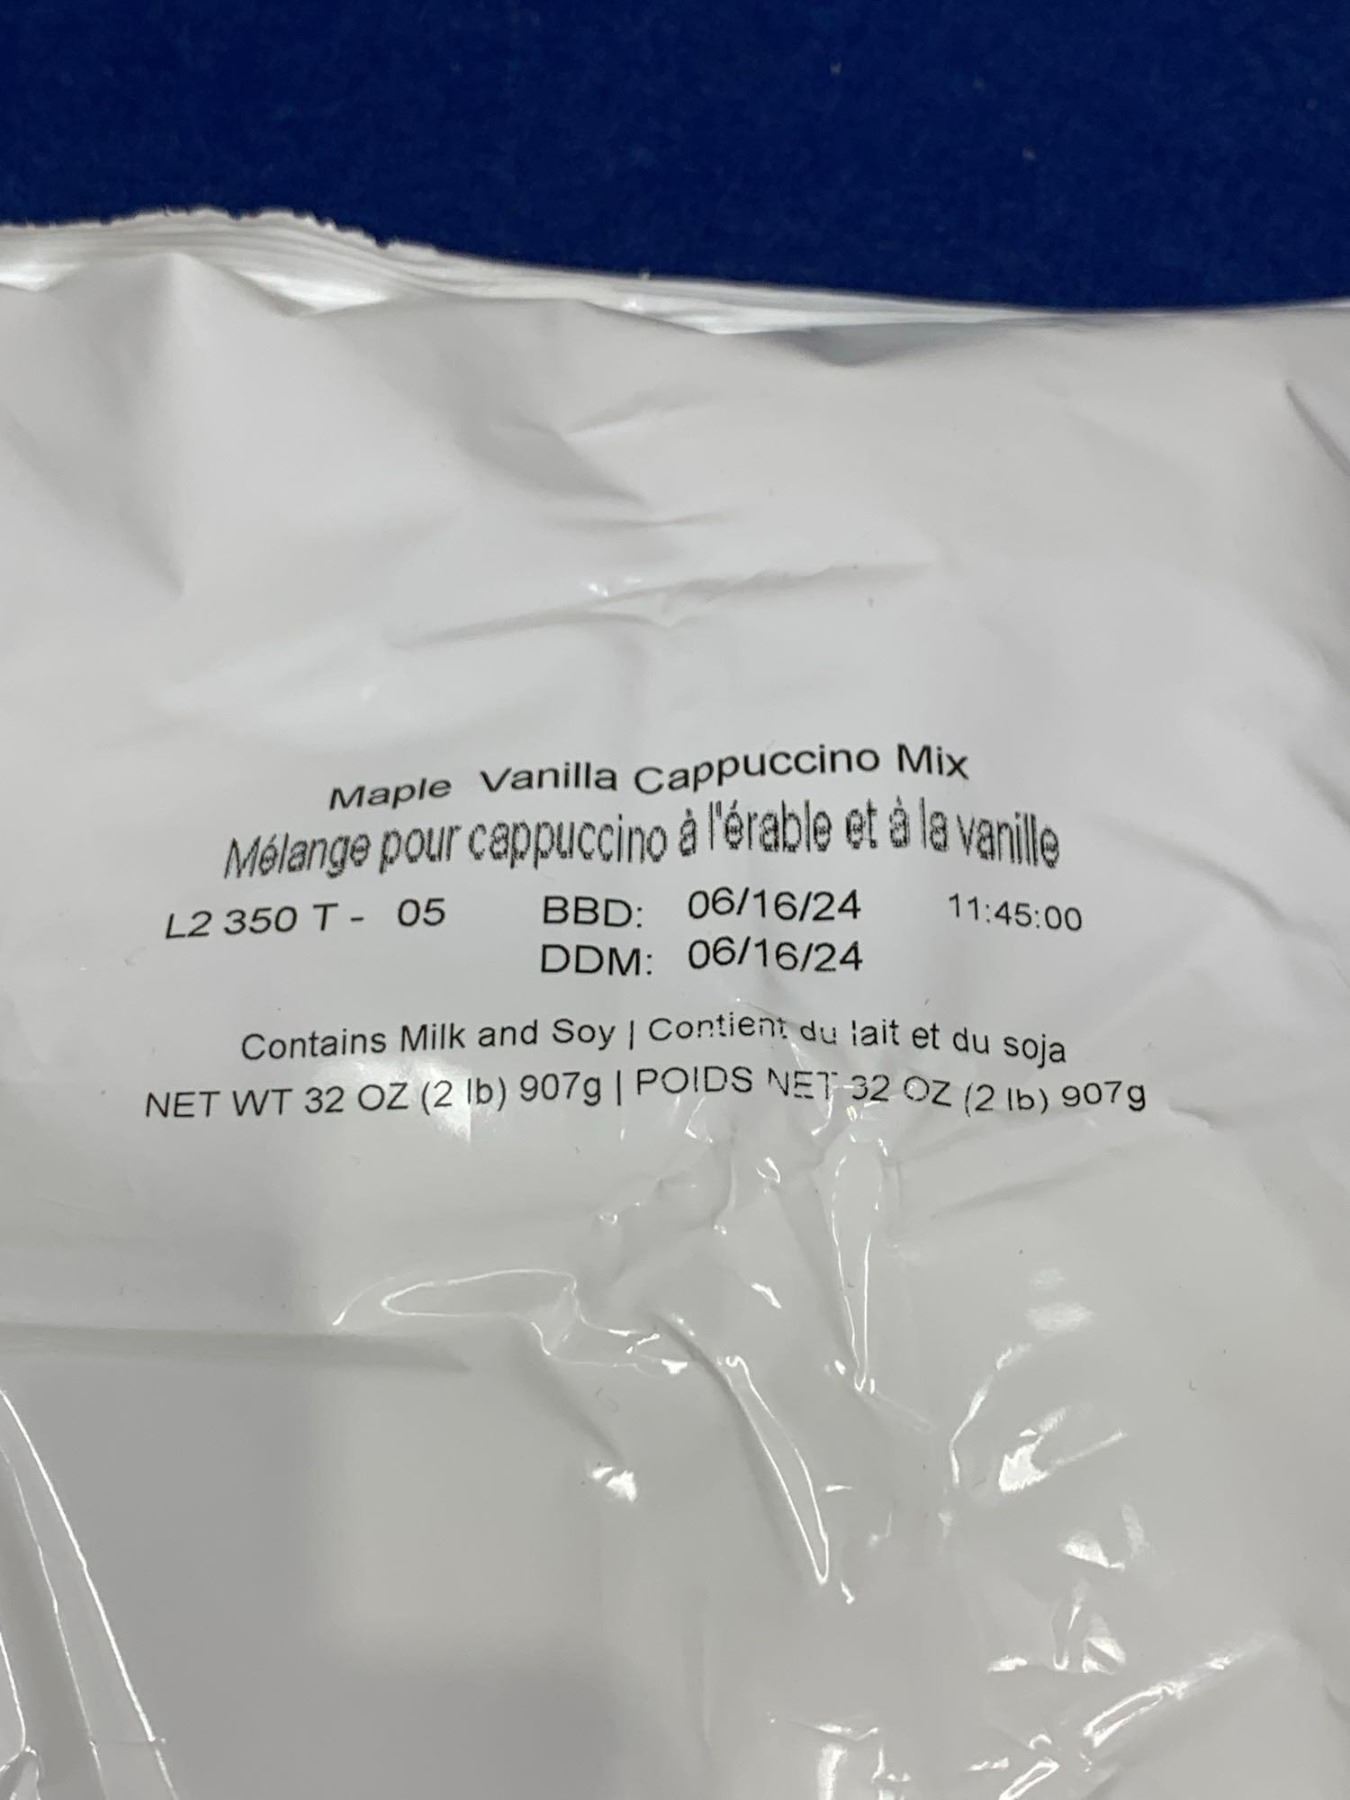 Maple Vanilla Cappuccino Mix
Mélange pour cappuccino à l'érable et à la vanille
L2 350 T - 05 BBD: 06/16/24 11:45:00
DDM: 06/16/24
Contains Milk and Soy | Contient du lait et du soja
NET WT 32 OZ (2 lb) 907g | POIDS NET 32 OZ (2 lb) 907g